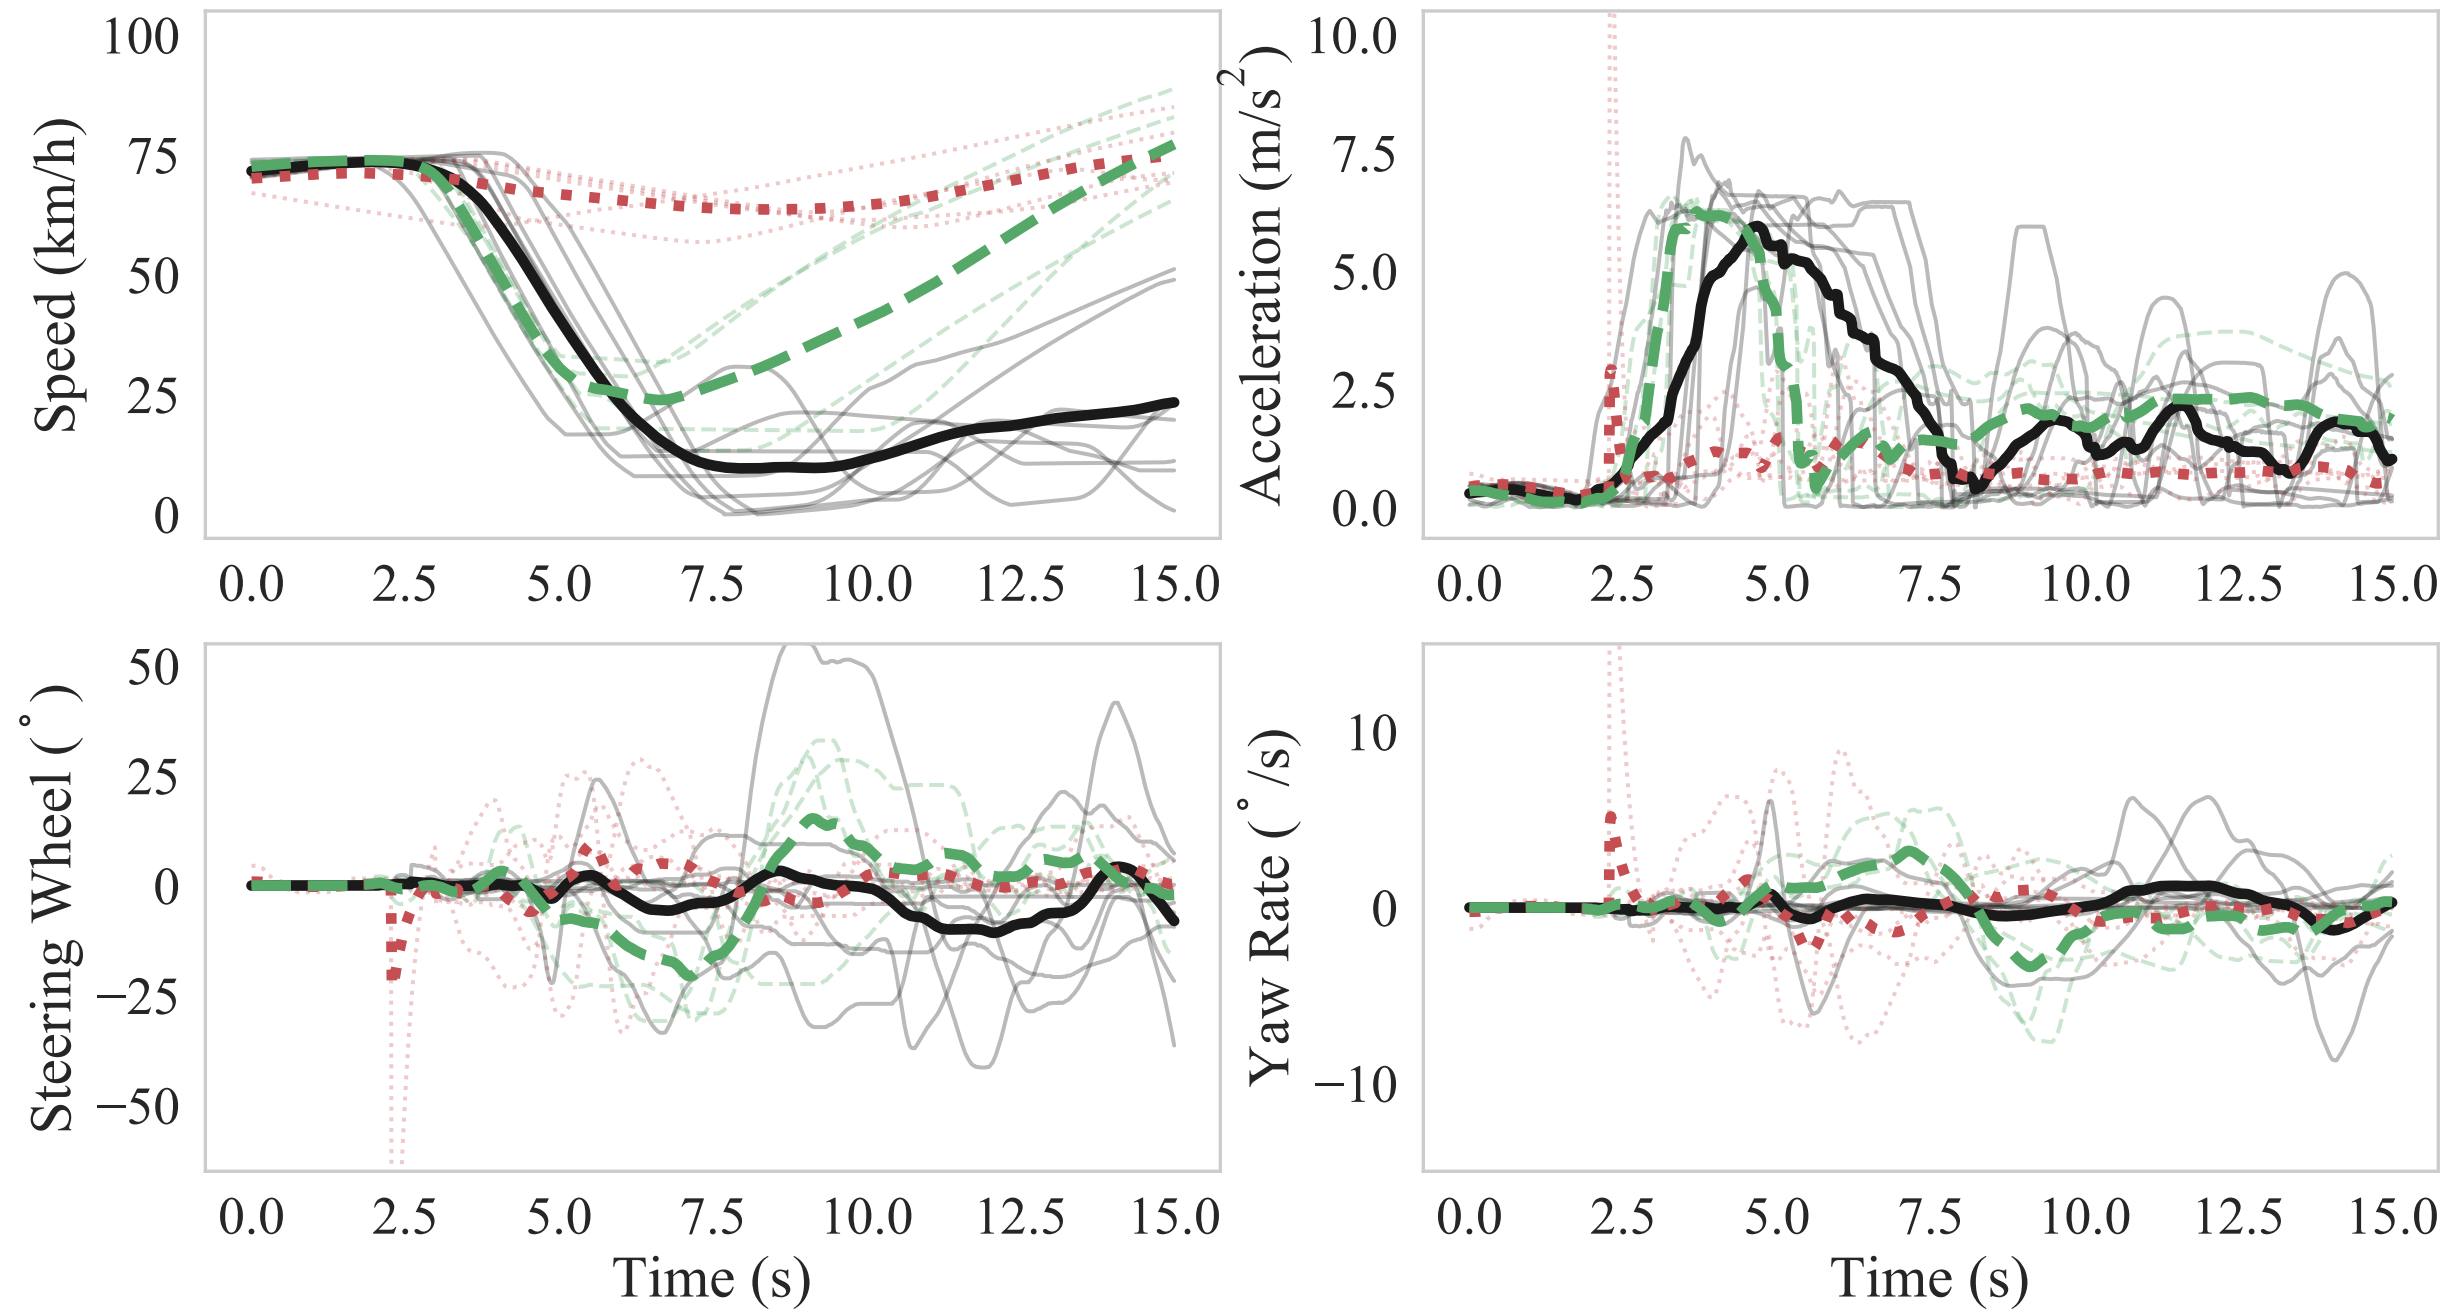 Speed (km/h)
100
75
50
25
0
0.0 2.5 5.0 7.5 10.0 12.5 15.0
Acceleration (m/s²)
10.0
7.5
5.0
2.5
0.0
0.0 2.5 5.0 7.5 10.0 12.5 15.0
Steering Wheel (˚)
50
25
0
−25
−50
0.0 2.5 5.0 7.5 10.0 12.5 15.0
Time (s)
Yaw Rate (˚/s)
10
0
−10
0.0 2.5 5.0 7.5 10.0 12.5 15.0
Time (s)